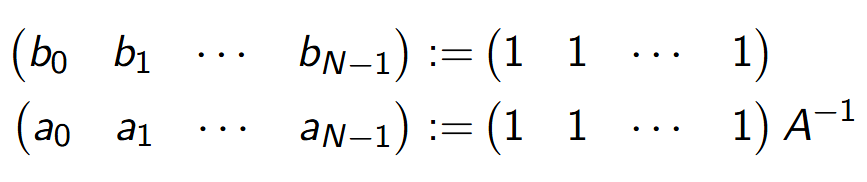 (b₀ b₁ ⋯ b_{N−1}) := (1 1 ⋯ 1)
(a₀ a₁ ⋯ a_{N−1}) := (1 1 ⋯ 1) A⁻¹